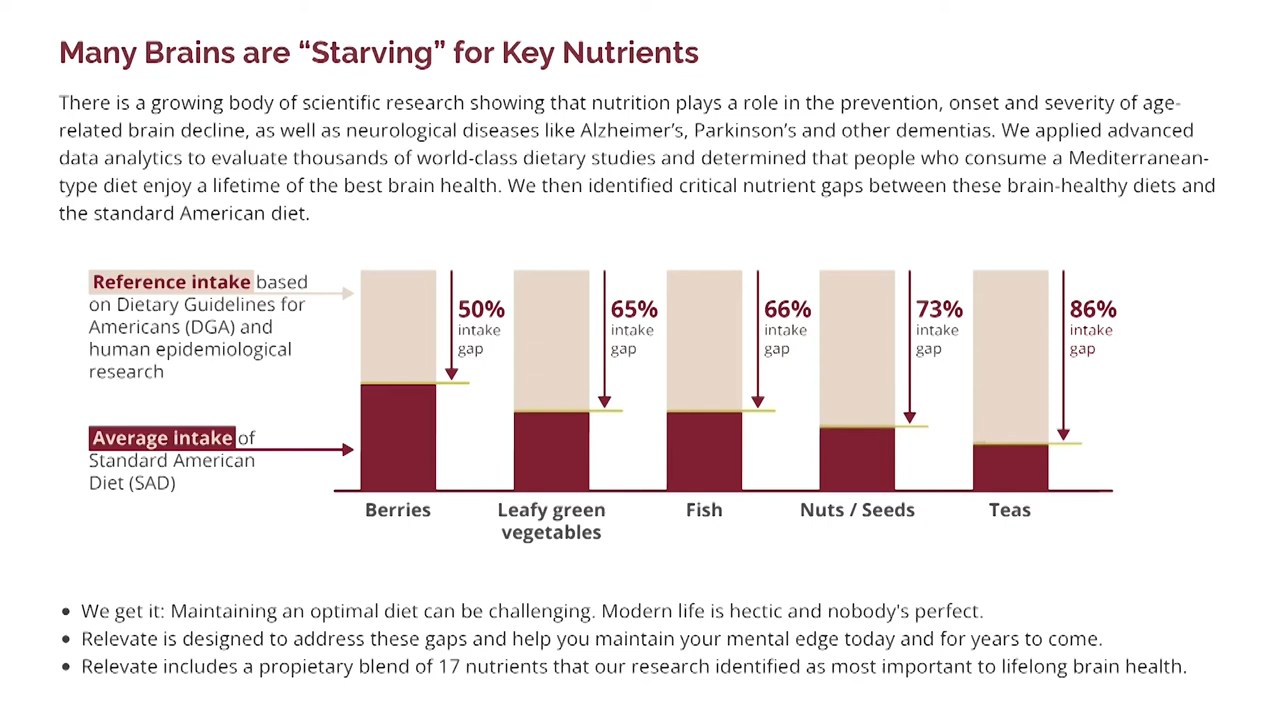 Many Brains are “Starving” for Key Nutrients
There is a growing body of scientific research showing that nutrition plays a role in the prevention, onset and severity of age-
related brain decline, as well as neurological diseases like Alzheimer’s, Parkinson’s and other dementias. We applied advanced
data analytics to evaluate thousands of world-class dietary studies and determined that people who consume a Mediterranean-
type diet enjoy a lifetime of the best brain health. We then identified critical nutrient gaps between these brain-healthy diets and
the standard American diet.
Reference intake based
on Dietary Guidelines for
Americans (DGA) and
human epidemiological
research
Average intake of
Standard American
Diet (SAD)
50%
intake
gap
65%
intake
gap
66%
intake
gap
73%
intake
gap
86%
intake
gap
Berries
Leafy green
vegetables
Fish
Nuts / Seeds
Teas
• We get it: Maintaining an optimal diet can be challenging. Modern life is hectic and nobody's perfect.
• Relevate is designed to address these gaps and help you maintain your mental edge today and for years to come.
• Relevate includes a propietary blend of 17 nutrients that our research identified as most important to lifelong brain health.